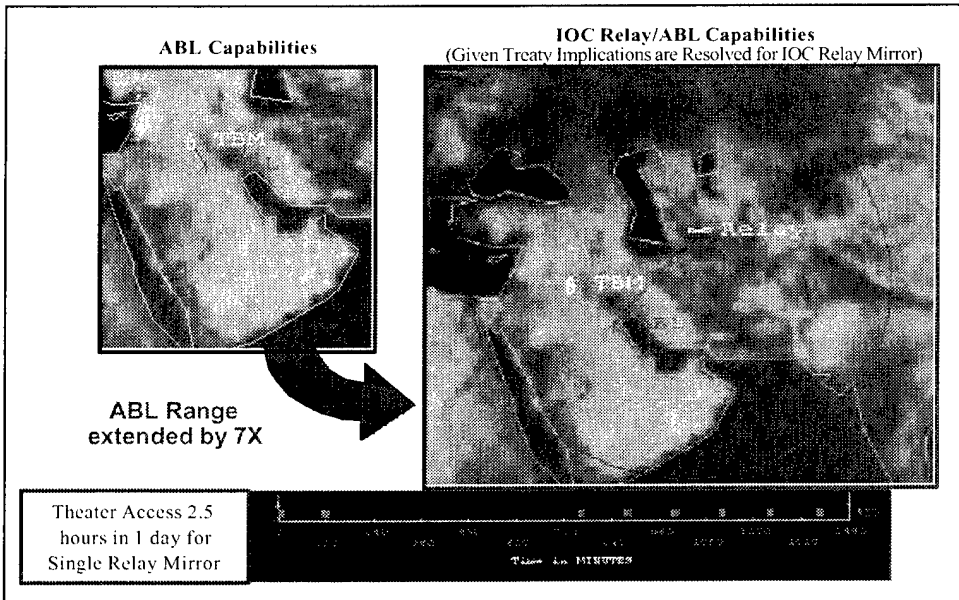 ABL Capabilities
IOC Relay/ABL Capabilities
(Given Treaty Implications are Resolved for IOC Relay Mirror)
TBM
Relay
TBM
ABL Range
extended by 7X
Theater Access 2.5
hours in 1 day for
Single Relay Mirror
Time in MINUTES